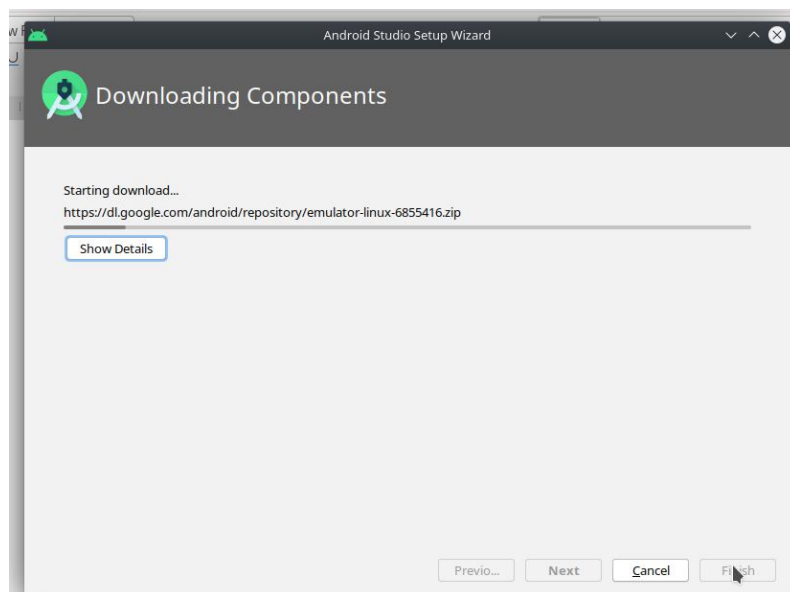 Android Studio Setup Wizard
Downloading Components
Starting download...
https://dl.google.com/android/repository/emulator-linux-6855416.zip
Show Details
Previo... Next Cancel Finish